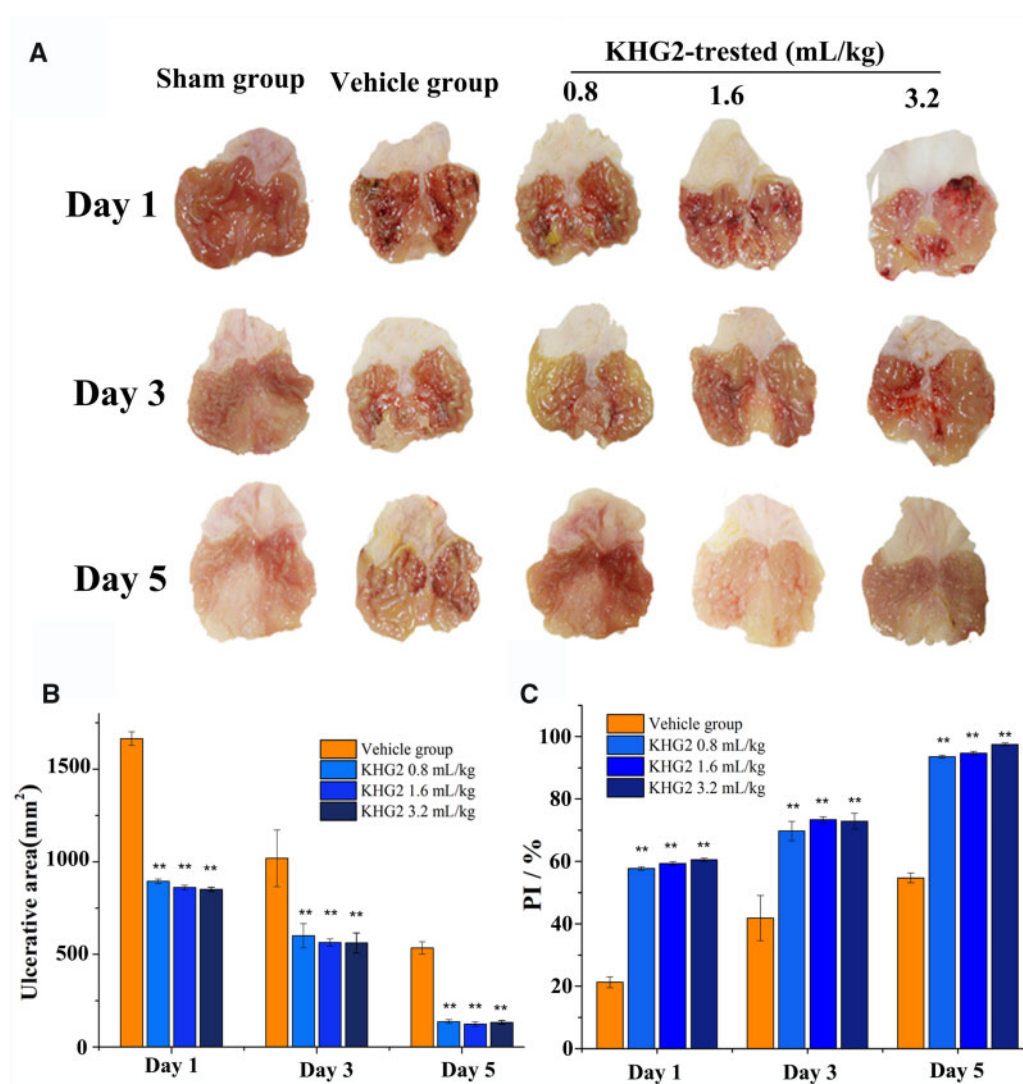 A
Sham group
Vehicle group
KHG2-trested (mL/kg)
0.8
1.6
3.2
Day 1
Day 3
Day 5
B
Vehicle group
KHG2 0.8 mL/kg
KHG2 1.6 mL/kg
KHG2 3.2 mL/kg
Ulcerative area(mm²)
1500
1000
500
0
** ** **
** ** **
** ** **
Day 1
Day 3
Day 5
C
Vehicle group
KHG2 0.8 mL/kg
KHG2 1.6 mL/kg
KHG2 3.2 mL/kg
PI / %
100
80
60
40
20
0
** ** **
** ** **
** ** **
Day 1
Day 3
Day 5